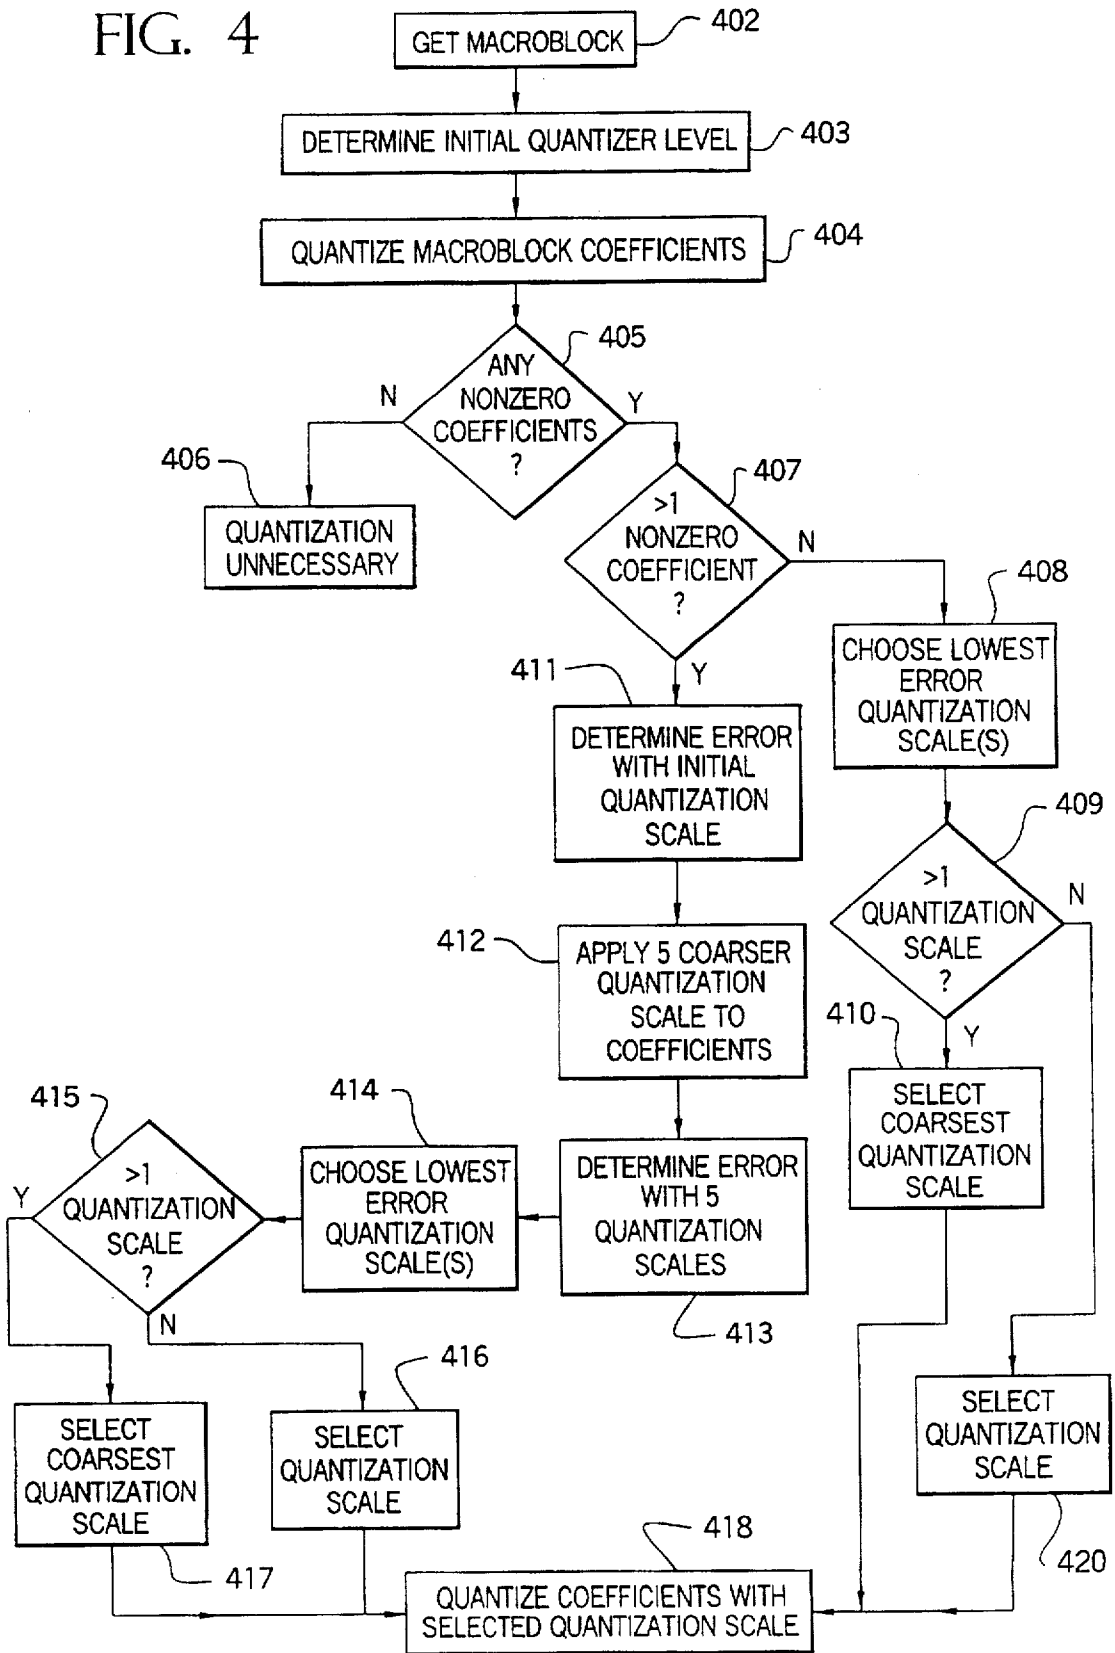 FIG. 4
GET MACROBLOCK
402
DETERMINE INITIAL QUANTIZER LEVEL
403
QUANTIZE MACROBLOCK COEFFICIENTS
404
405
ANY
NONZERO
COEFFICIENTS
?
N
Y
406
QUANTIZATION
UNNECESSARY
407
>1
NONZERO
COEFFICIENT
?
N
Y
408
CHOOSE LOWEST
ERROR
QUANTIZATION
SCALE(S)
411
DETERMINE ERROR
WITH INITIAL
QUANTIZATION
SCALE
409
>1
QUANTIZATION
SCALE
?
N
Y
412
APPLY 5 COARSER
QUANTIZATION
SCALE TO
COEFFICIENTS
410
SELECT
COARSEST
QUANTIZATION
SCALE
415
>1
QUANTIZATION
SCALE
?
Y
N
414
CHOOSE LOWEST
ERROR
QUANTIZATION
SCALE(S)
DETERMINE ERROR
WITH 5
QUANTIZATION
SCALES
413
416
SELECT
COARSEST
QUANTIZATION
SCALE
417
SELECT
QUANTIZATION
SCALE
SELECT
QUANTIZATION
SCALE
420
418
QUANTIZE COEFFICIENTS WITH
SELECTED QUANTIZATION SCALE